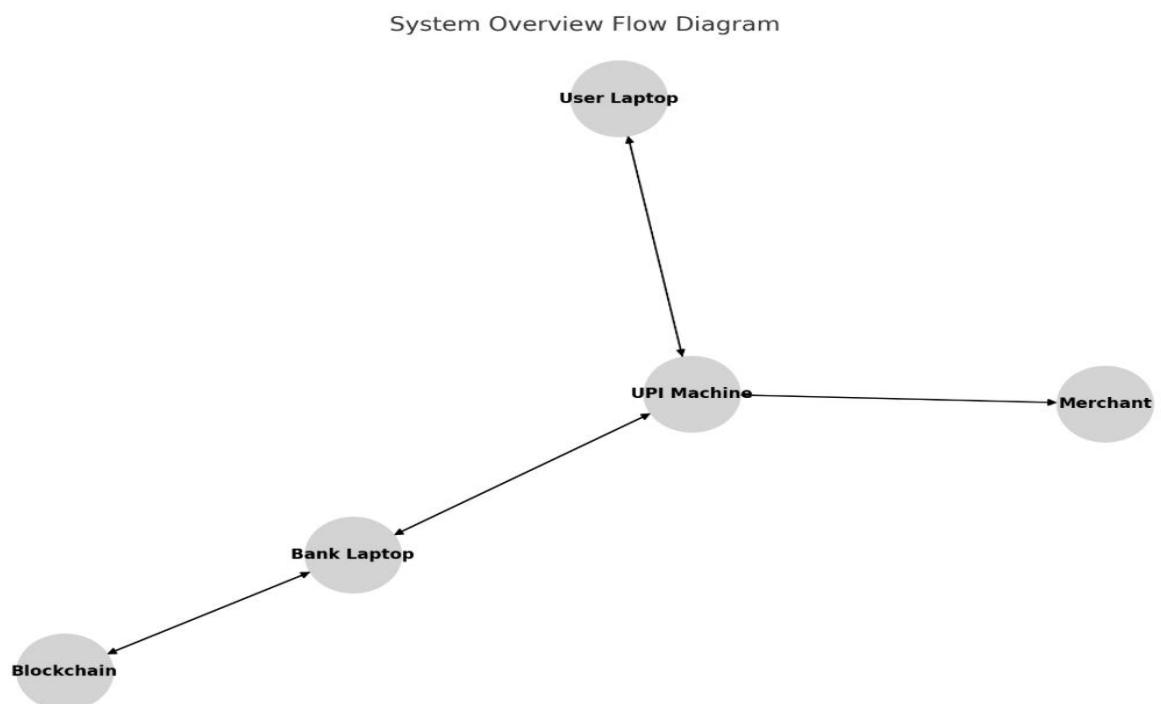 System Overview Flow Diagram
User Laptop
UPI Machine
Merchant
Bank Laptop
Blockchain